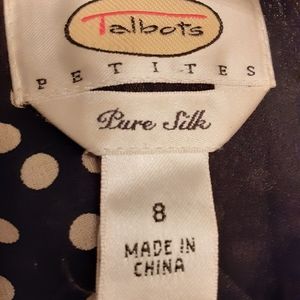 Talbots
PETITES
Pure Silk
8
MADE IN
CHINA